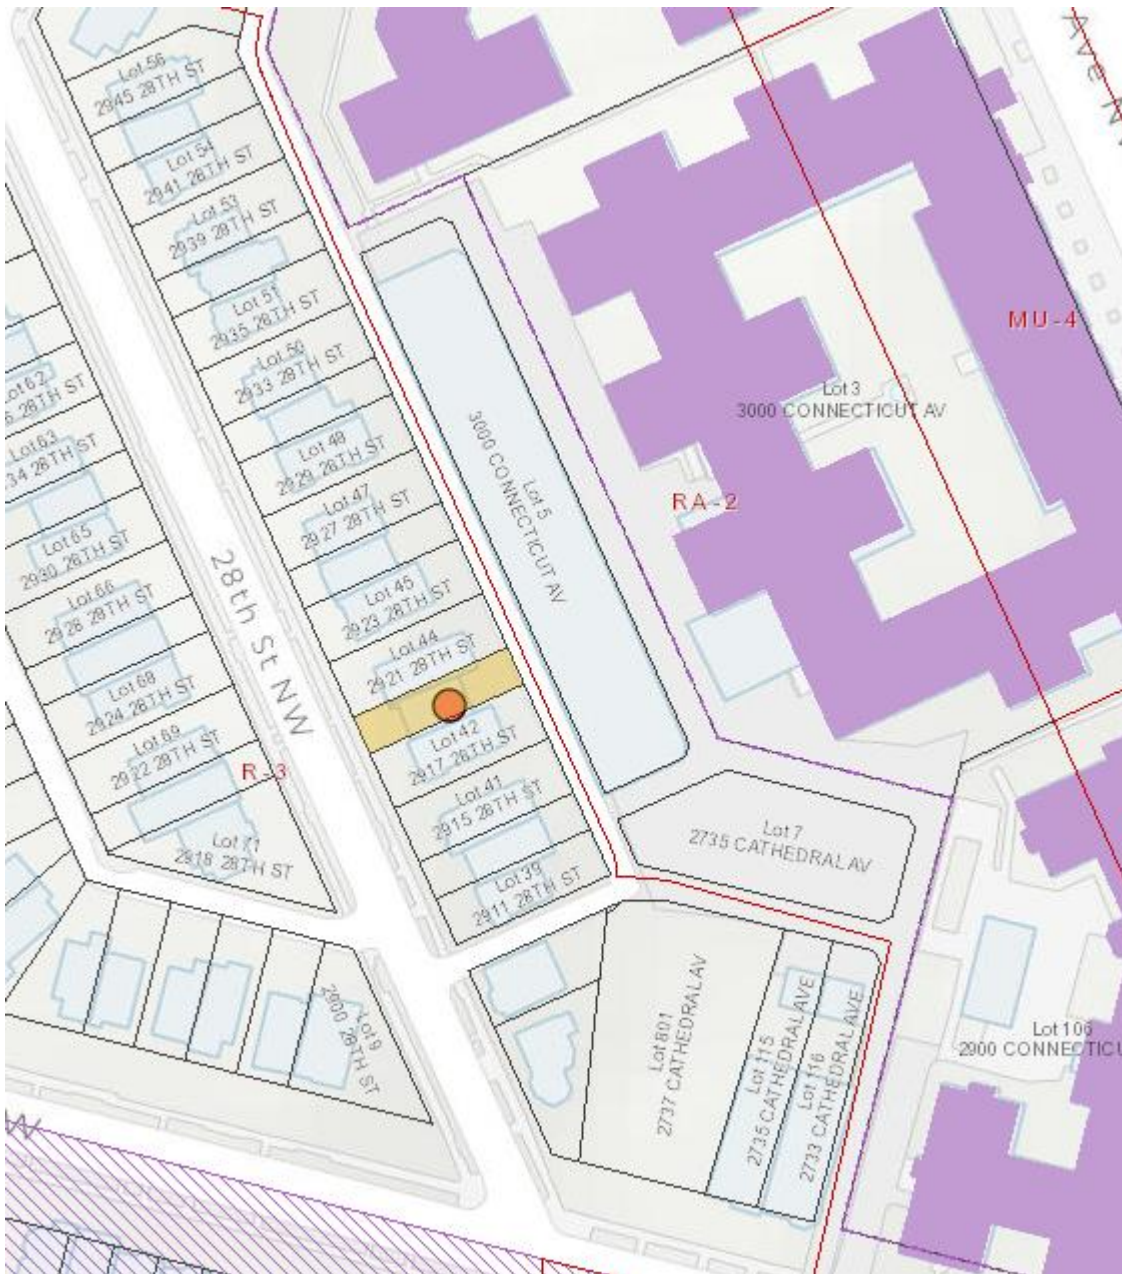 Lot 56
2945 28TH ST
Lot 54
2941 28TH ST
Lot 53
2939 28TH ST
Lot 51
2935 28TH ST
Lot 50
2933 28TH ST
Lot 48
2929 28TH ST
Lot 47
2927 28TH ST
Lot 45
2923 28TH ST
Lot 44
2921 28TH ST
Lot 42
2917 28TH ST
Lot 41
2915 28TH ST
Lot 39
2911 28TH ST
Ave N
MU-4
Lot 3
3000 CONNECTICUT AV
RA-2
Lot 5
3000 CONNECTICUT AV
Lot 62
28TH ST
Lot 63
34 28TH ST
Lot 65
2930 28TH ST
Lot 66
2928 28TH ST
Lot 68
2924 28TH ST
Lot 69
2922 28TH ST
R-3
Lot 71
2918 28TH ST
28th St NW
Lot 7
2735 CATHEDRAL AV
Lot 9
2900 28TH ST
Lot 801
2737 CATHEDRAL AV
Lot 115
2735 CATHEDRAL AVE
Lot 116
2733 CATHEDRAL AVE
Lot 106
2900 CONNECTICU
W